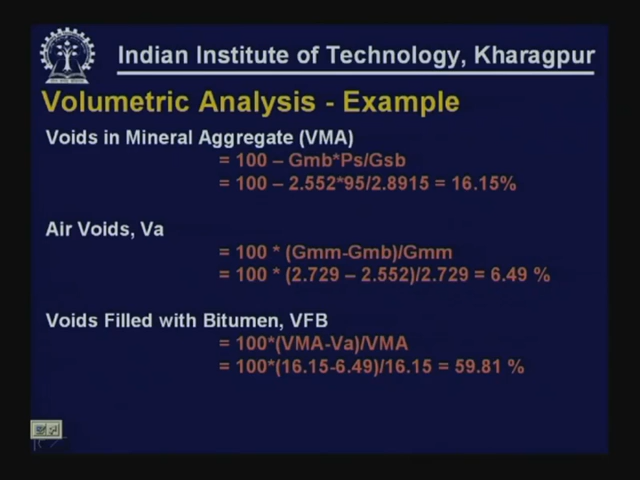 Indian Institute of Technology, Kharagpur
Volumetric Analysis - Example
Voids in Mineral Aggregate (VMA)
= 100 – Gmb*Ps/Gsb
= 100 – 2.552*95/2.8915 = 16.15%
Air Voids, Va
= 100 * (Gmm-Gmb)/Gmm
= 100 * (2.729 – 2.552)/2.729 = 6.49 %
Voids Filled with Bitumen, VFB
= 100*(VMA-Va)/VMA
= 100*(16.15-6.49)/16.15 = 59.81 %